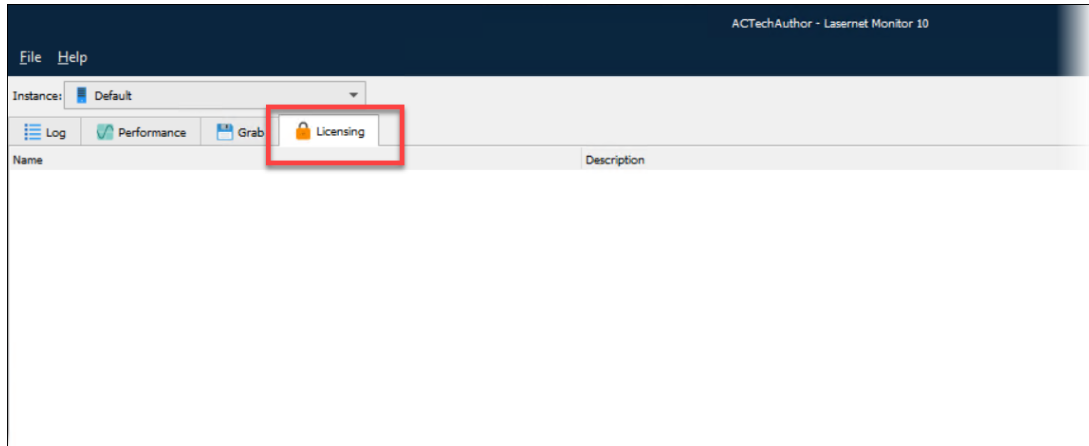 ACTechAuthor - Lasernet Monitor 10
File Help
Instance: Default
Log Performance Grab Licensing
Name Description